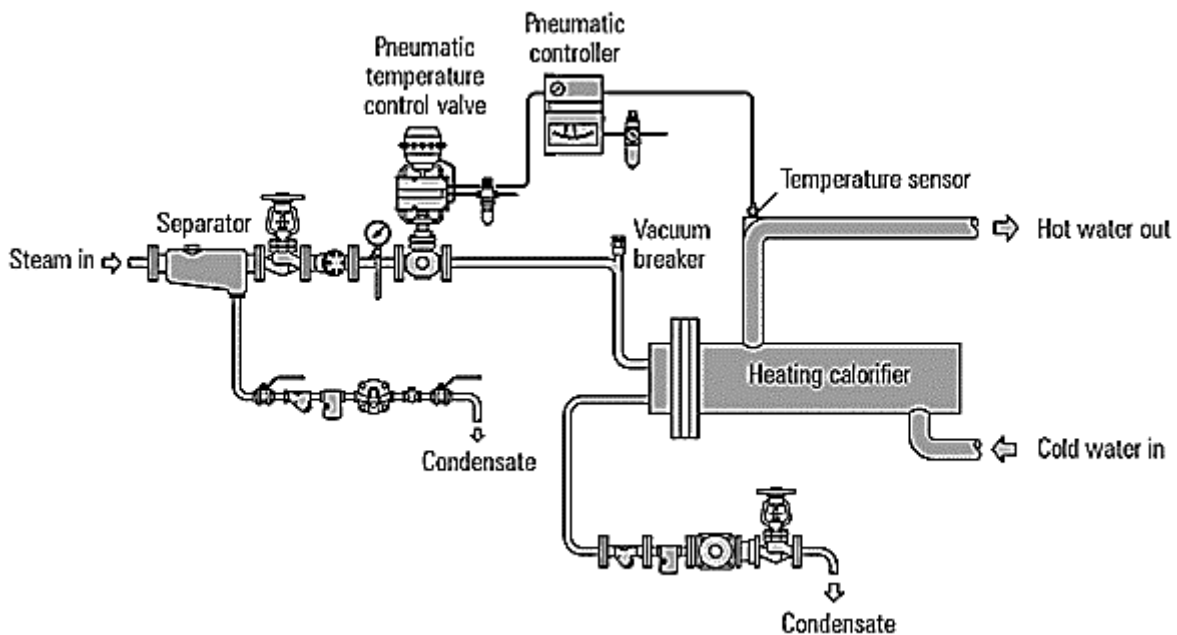 Pneumatic
controller
Pneumatic
temperature
control valve
Temperature sensor
Separator
Vacuum
breaker
Hot water out
Steam in
Heating calorifier
Cold water in
Condensate
Condensate